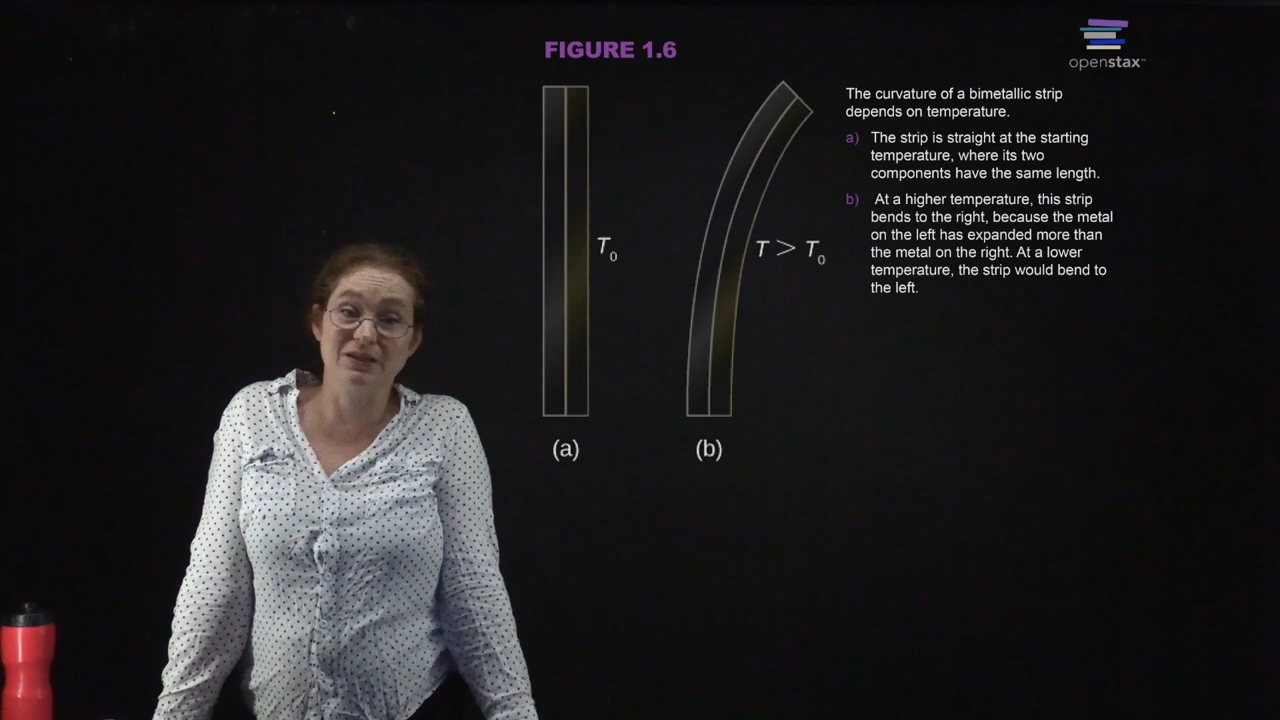 FIGURE 1.6
openstax™
The curvature of a bimetallic strip
depends on temperature.
a) The strip is straight at the starting
temperature, where its two
components have the same length.
b) At a higher temperature, this strip
bends to the right, because the metal
on the left has expanded more than
the metal on the right. At a lower
temperature, the strip would bend to
the left.
T₀
T > T₀
(a)
(b)